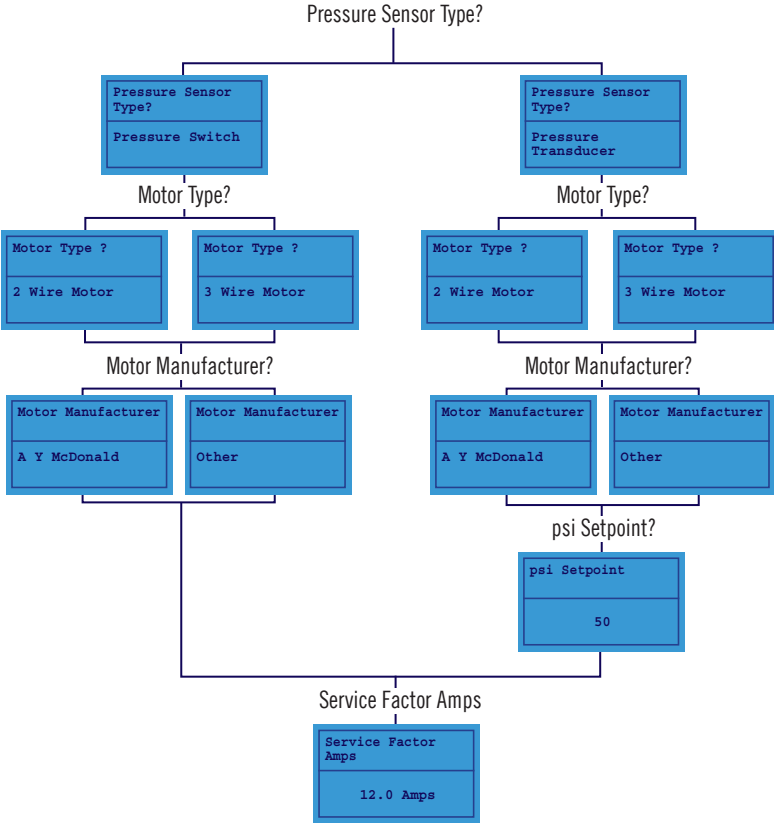 Pressure Sensor Type?
Pressure Sensor
Type?
Pressure Switch
Pressure Sensor
Type?
Pressure
Transducer
Motor Type?
Motor Type?
Motor Type ?
2 Wire Motor
Motor Type ?
3 Wire Motor
Motor Type ?
2 Wire Motor
Motor Type ?
3 Wire Motor
Motor Manufacturer?
Motor Manufacturer?
Motor Manufacturer
A Y McDonald
Motor Manufacturer
Other
Motor Manufacturer
A Y McDonald
Motor Manufacturer
Other
psi Setpoint?
psi Setpoint
50
Service Factor Amps
Service Factor
Amps
12.0 Amps